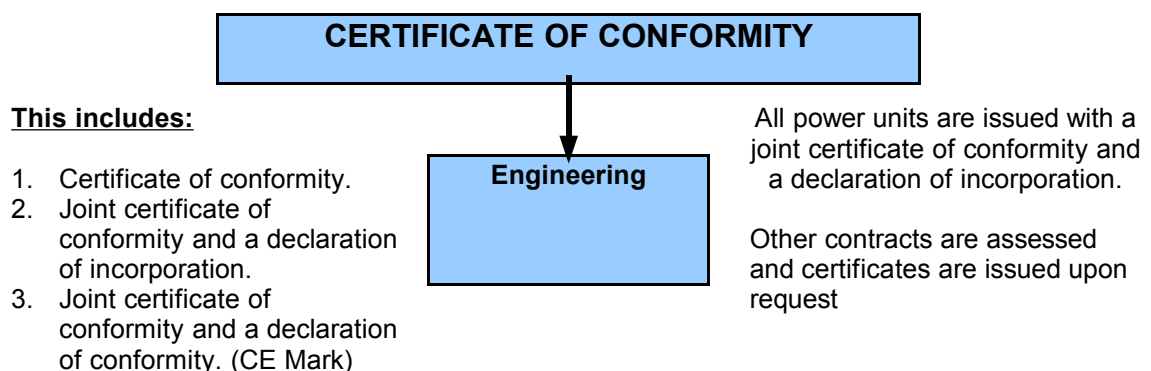 CERTIFICATE OF CONFORMITY
This includes:
1. Certificate of conformity.
2. Joint certificate of
conformity and a declaration
of incorporation.
3. Joint certificate of
conformity and a declaration
of conformity. (CE Mark)
Engineering
All power units are issued with a
joint certificate of conformity and
a declaration of incorporation.
Other contracts are assessed
and certificates are issued upon
request